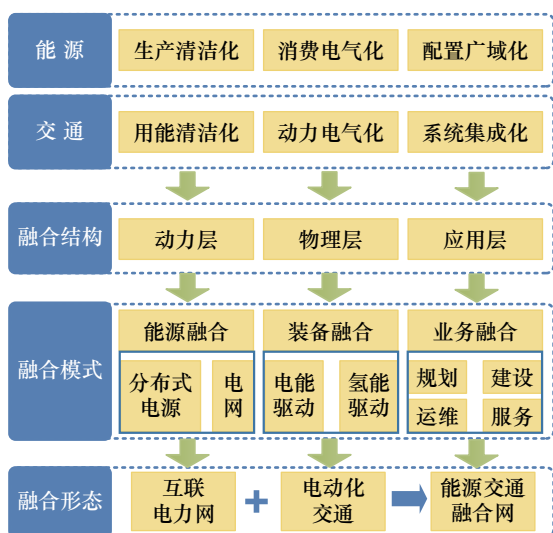 能 源 生产清洁化 消费电气化 配置广域化
交 通 用能清洁化 动力电气化 系统集成化
融合结构 动力层 物理层 应用层
融合模式
能源融合 装备融合 业务融合
分布式
电源
电
网
电能
驱动
氢能
驱动
规划 建设
运维 服务
融合形态
互联
电力网
+
电动化
交通
能源交通
融合网